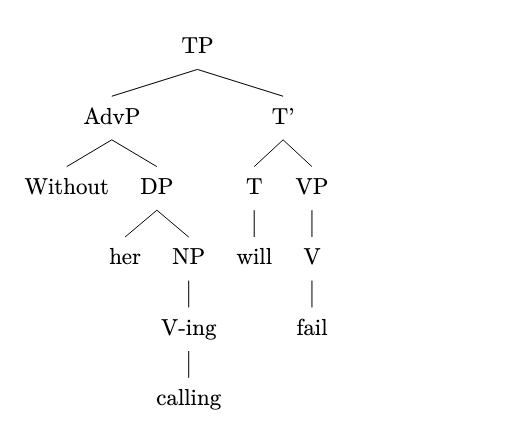 TP
AdvP T'
Without DP T VP
her NP will V
V-ing fail
calling